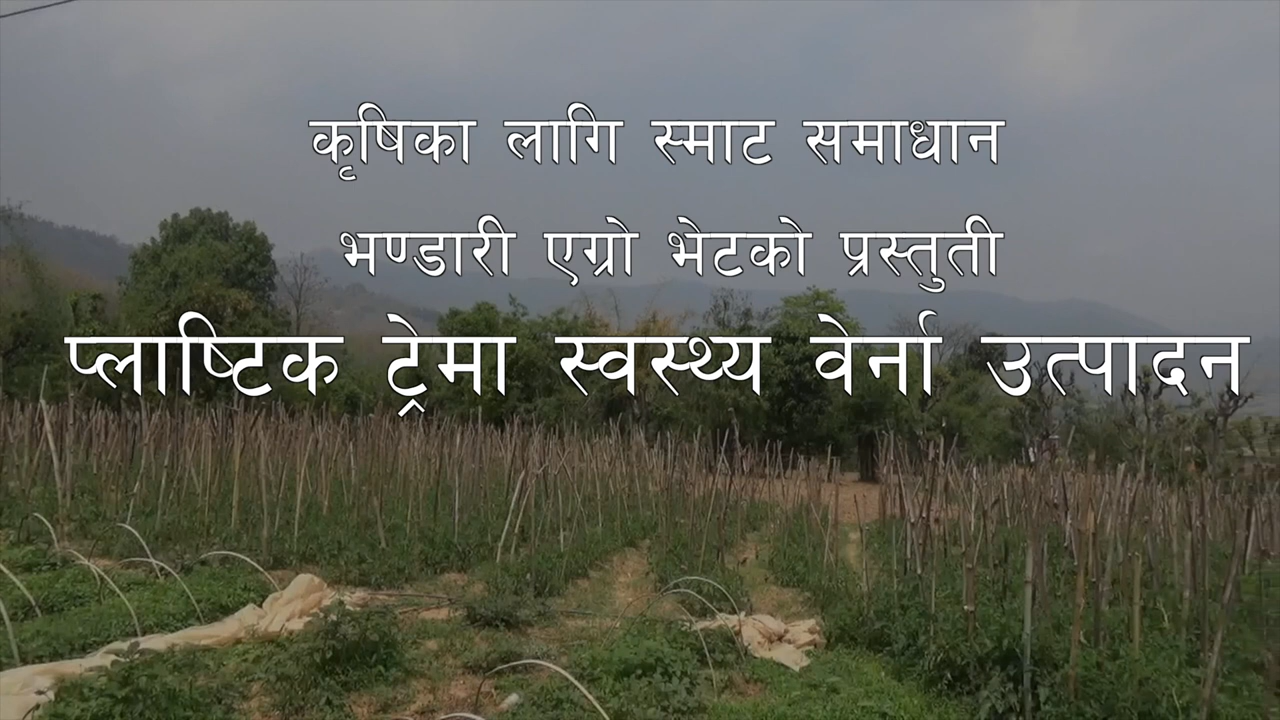 कृषिका लागि स्माट समाधान
भण्डारी एग्रो भेटको प्रस्तुती
प्लाष्टिक ट्रेमा स्वस्थ्य वेर्ना उत्पादन